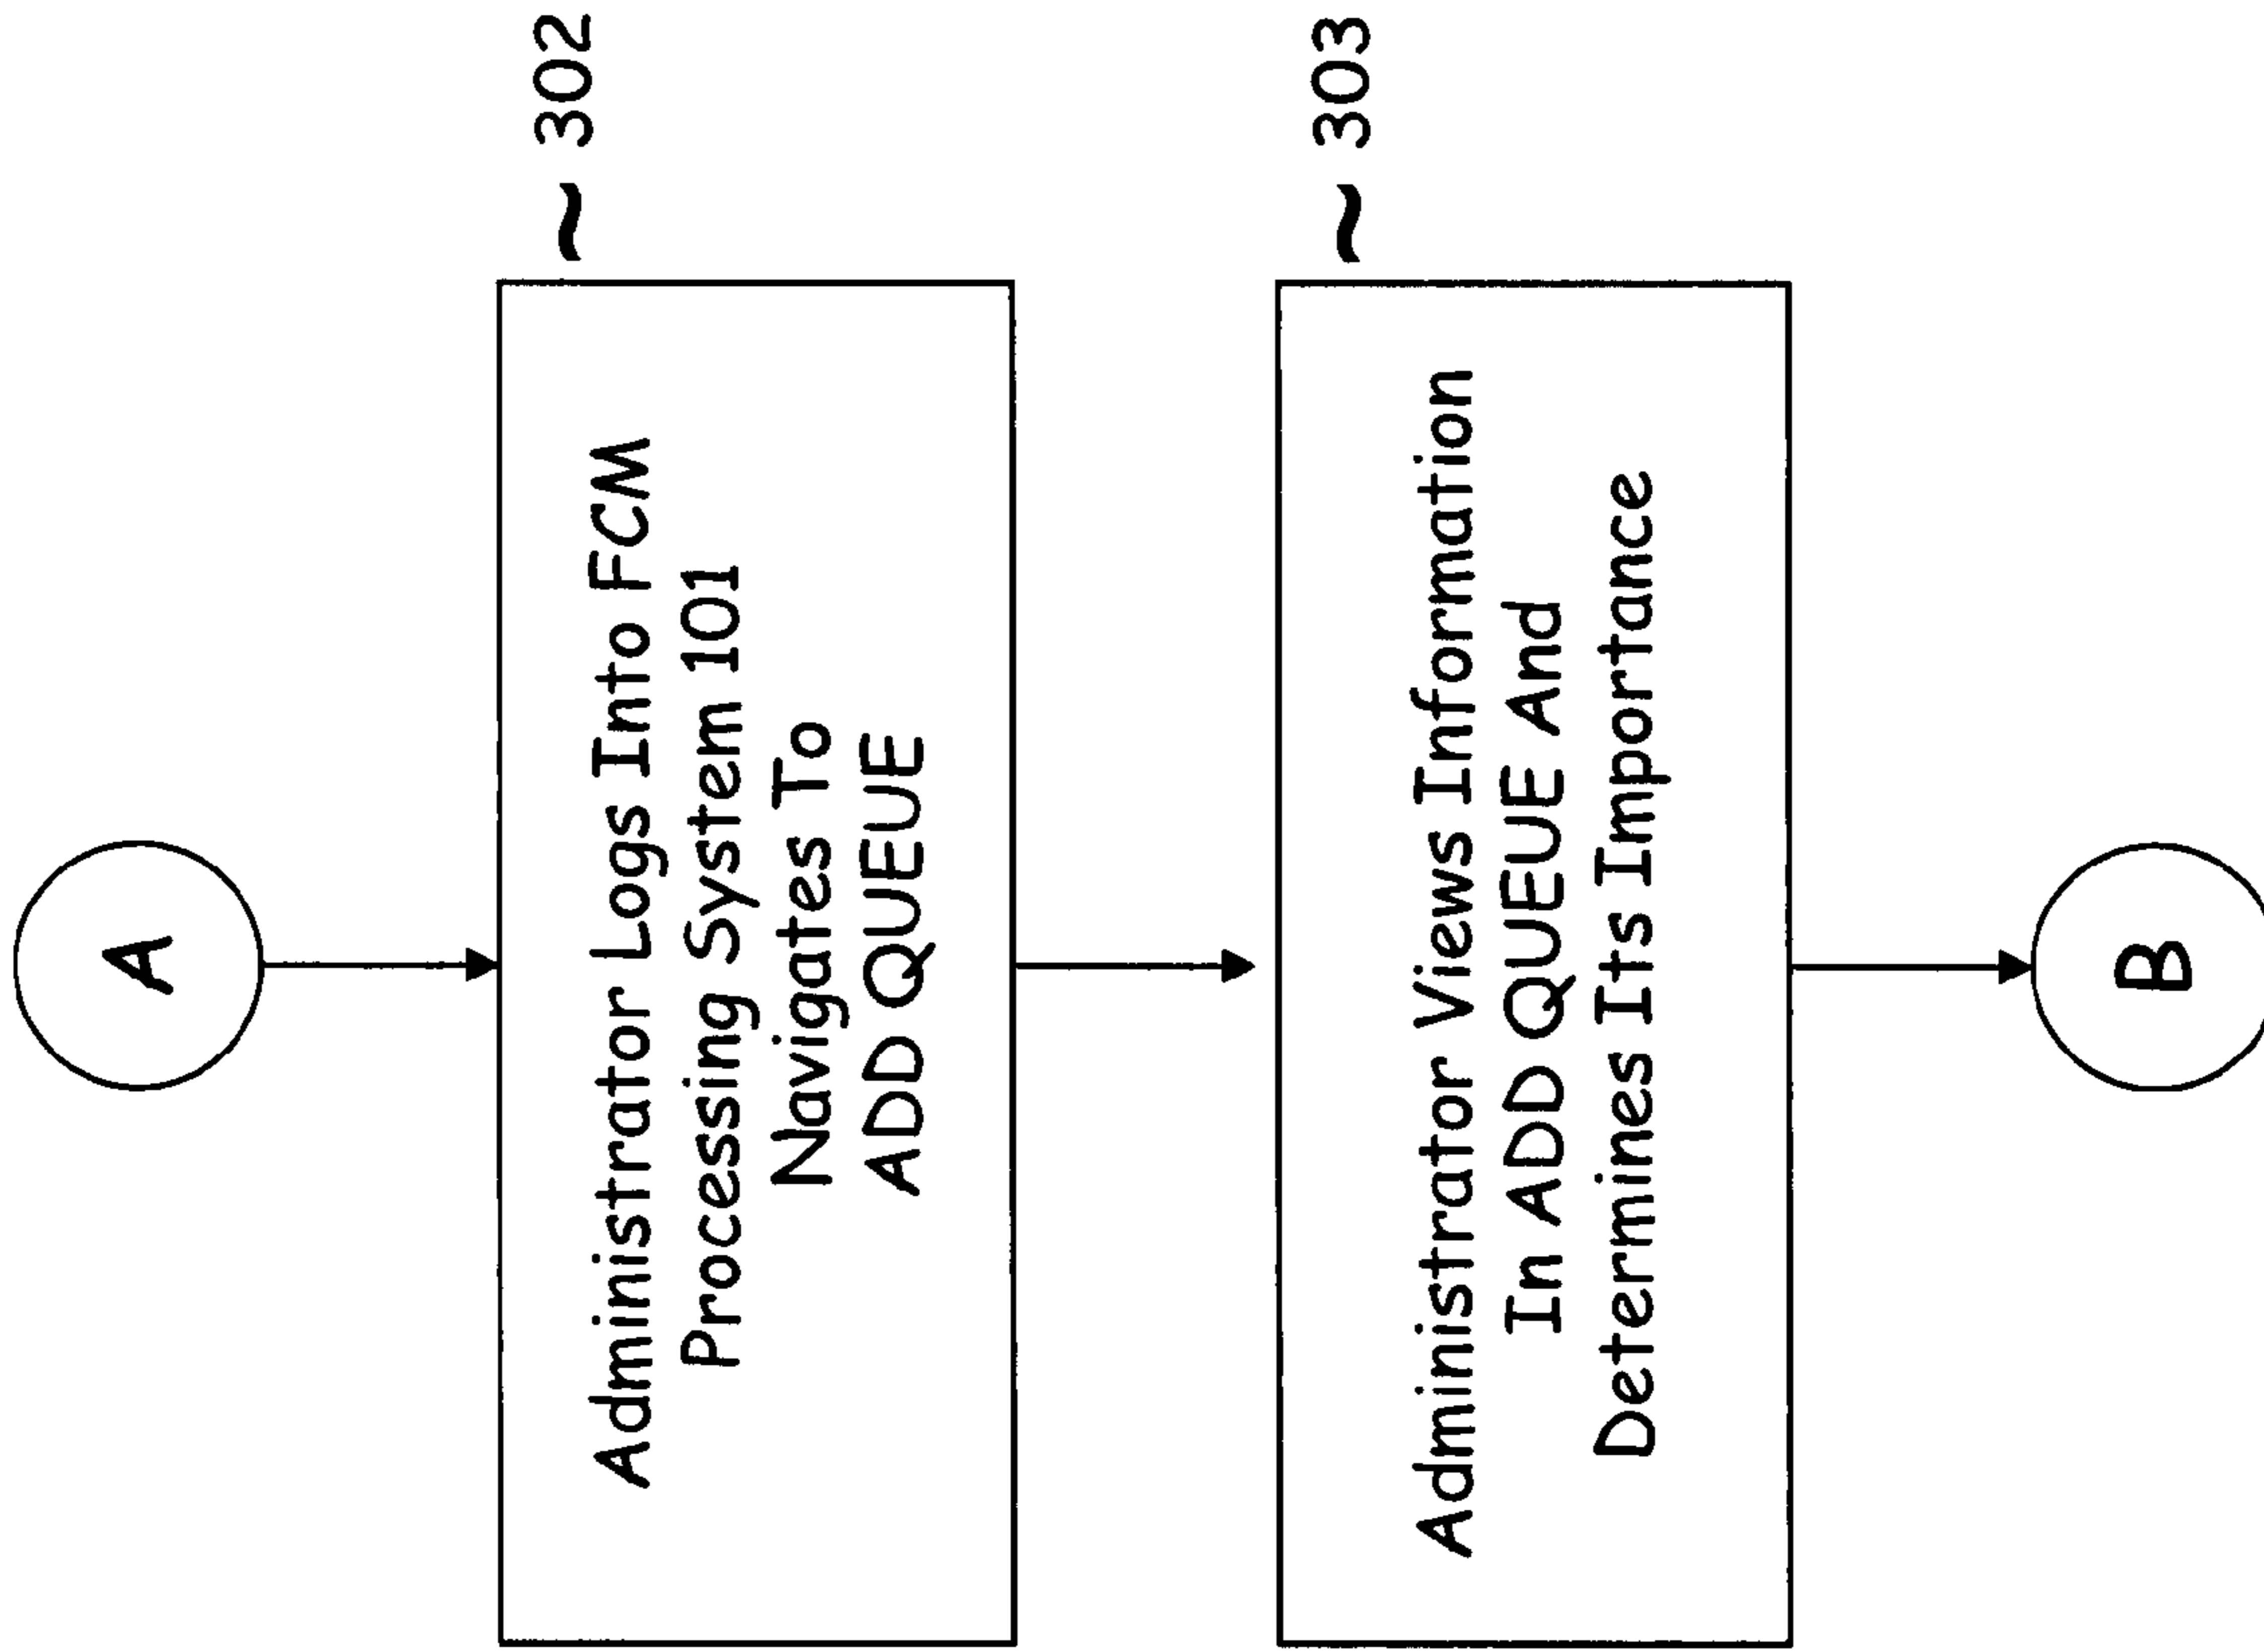 A
~ 302
Administrator Logs Into FCM
Processing System 101
Navigates To
ADD QUEUE
~ 303
Administrator Views Information
In ADD QUEUE And
Determines Its Importance
B